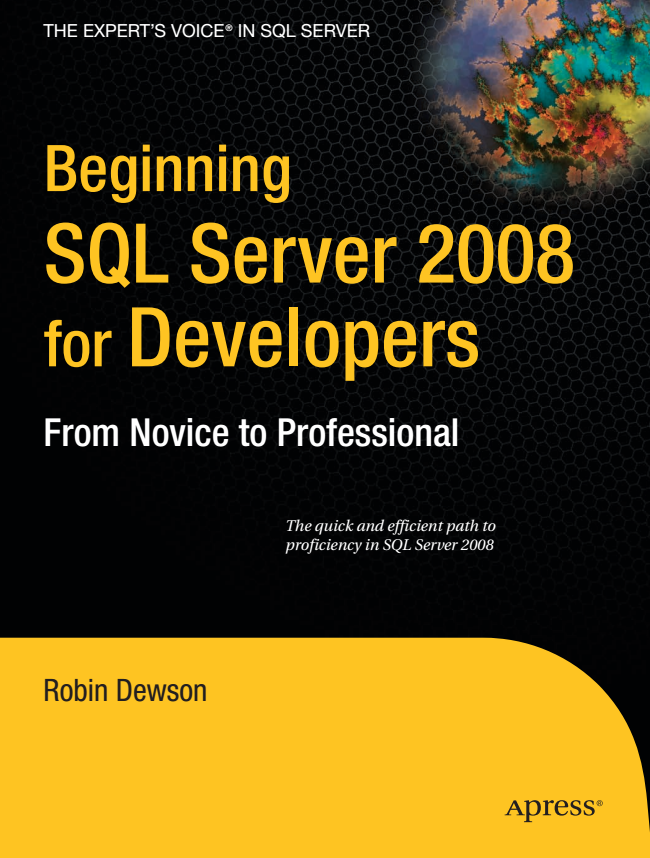 THE EXPERT'S VOICE® IN SQL SERVER
Beginning
SQL Server 2008
for Developers
From Novice to Professional
The quick and efficient path to
proficiency in SQL Server 2008
Robin Dewson
Apress®